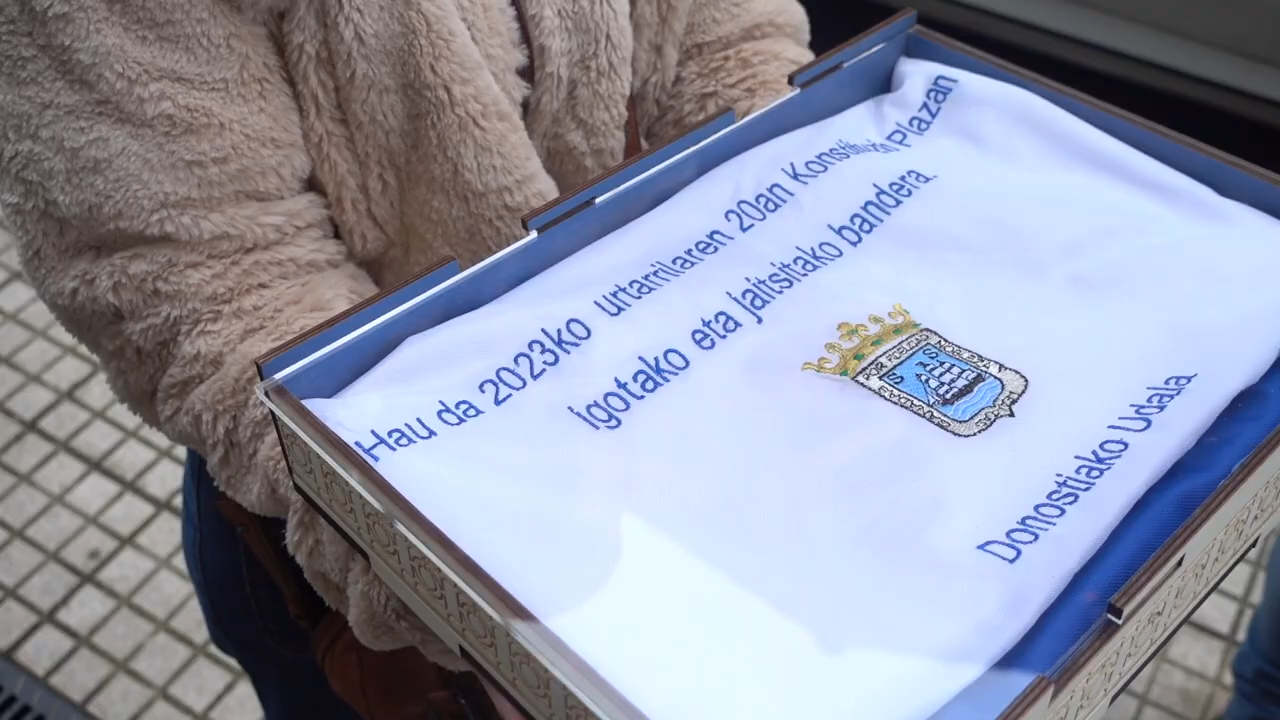 Hau da 2023ko urtarrilaren 20an Konstituzio Plazan
igotako eta jaitsitako bandera.
S S
Donostiako Udala